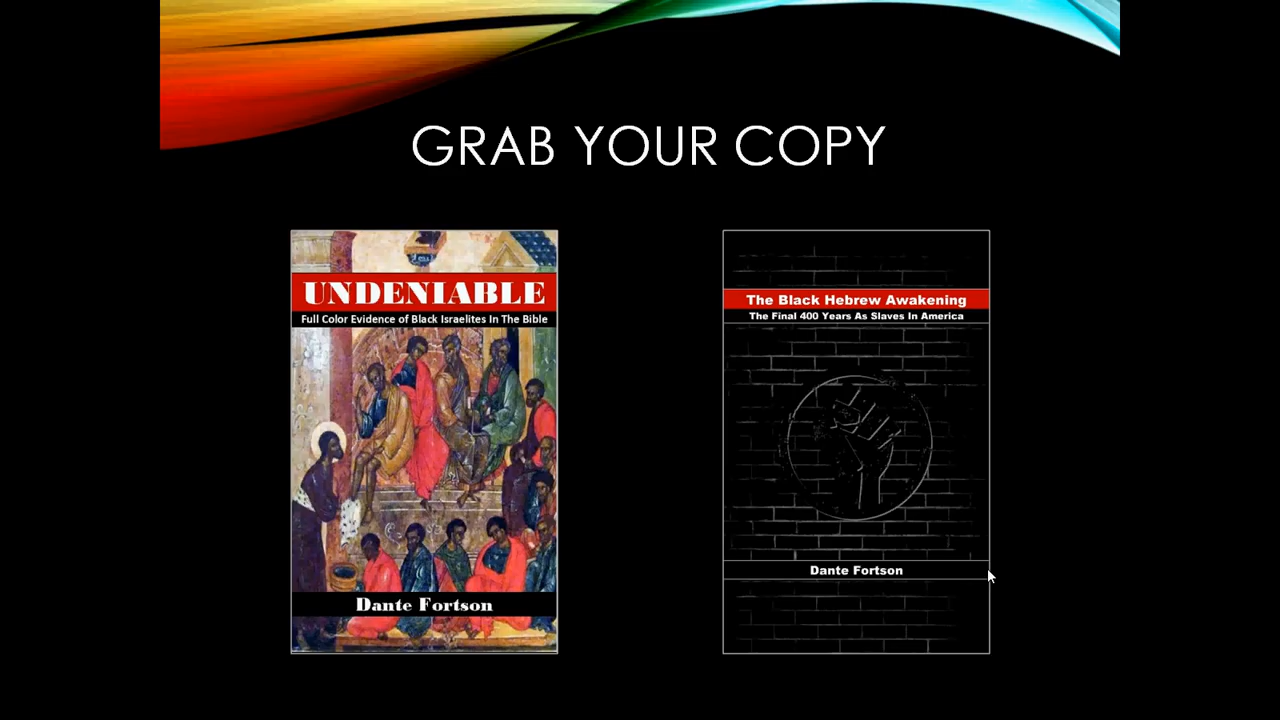 GRAB YOUR COPY
UNDENIABLE
Full Color Evidence of Black Israelites In The Bible
Dante Fortson
The Black Hebrew Awakening
The Final 400 Years As Slaves In America
Dante Fortson